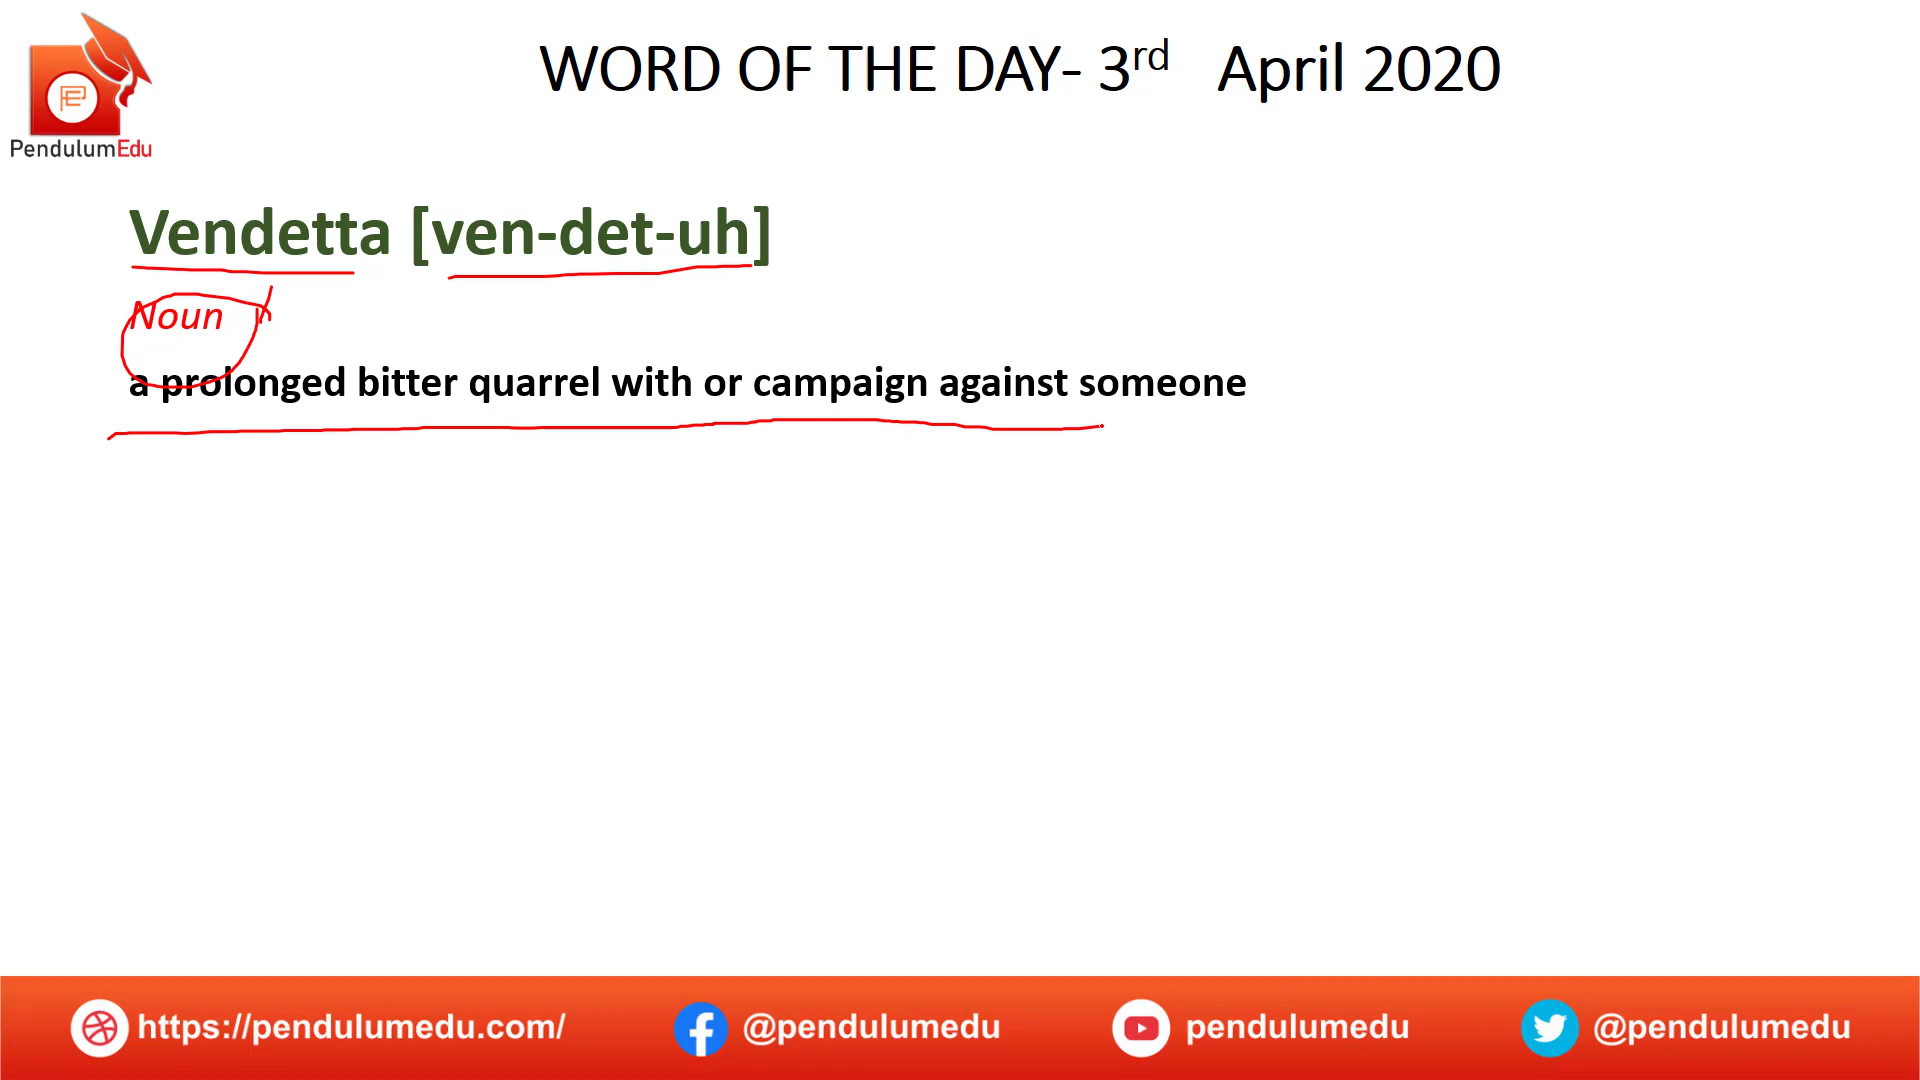 WORD OF THE DAY- 3rd April 2020
PendulumEdu
Vendetta [ven-det-uh]
Noun
a prolonged bitter quarrel with or campaign against someone
https://pendulumedu.com/ @pendulumedu pendulumedu @pendulumedu